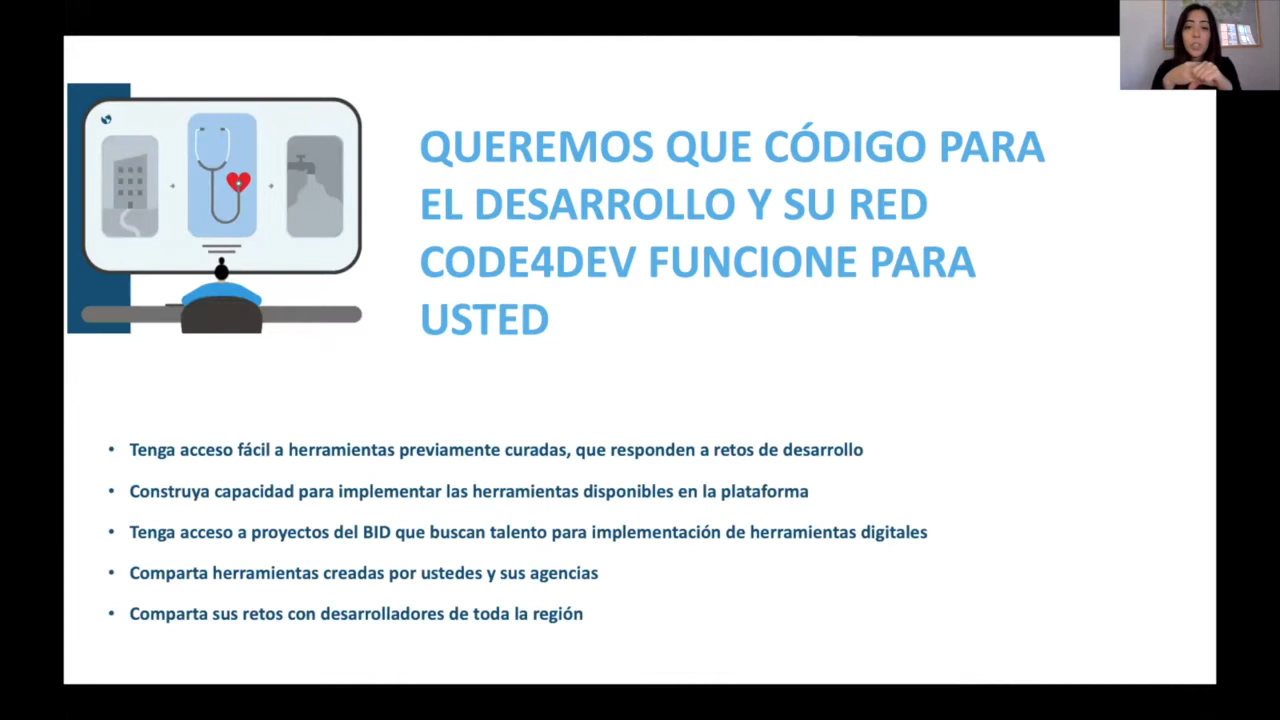 QUEREMOS QUE CÓDIGO PARA
EL DESARROLLO Y SU RED
CODE4DEV FUNCIONE PARA
USTED
• Tenga acceso fácil a herramientas previamente curadas, que responden a retos de desarrollo
• Construya capacidad para implementar las herramientas disponibles en la plataforma
• Tenga acceso a proyectos del BID que buscan talento para implementación de herramientas digitales
• Comparta herramientas creadas por ustedes y sus agencias
• Comparta sus retos con desarrolladores de toda la región